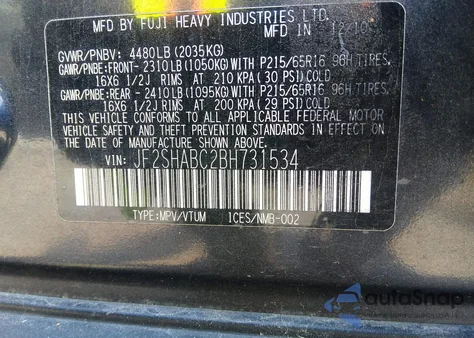 MFD BY FUJI HEAVY INDUSTRIES LTD.
MADE IN 12/10
GVWR/PNBV: 4480LB (2035KG)
GAWR/PNBE:FRONT- 2310LB (1050KG)WITH P215/65R16 96H TIRES,
16X6 1/2J RIMS AT 210 KPA (30 PSI)COLD
GAWR/PNBE:REAR - 2410LB (1095KG)WITH P215/65R16 96H TIRES,
16X6 1/2J RIMS AT 200 KPA (29 PSI)COLD
THIS VEHICLE CONFORMS TO ALL APPLICABLE FEDERAL MOTOR
VEHICLE SAFETY STANDARDS IN EFFECT ON THE DATE OF
MANUFACTURE SHOWN ABOVE.
VIN: JF2SHABC2BH731534
TYPE:MPV/VTUM ICES/NMB-002
autosnap